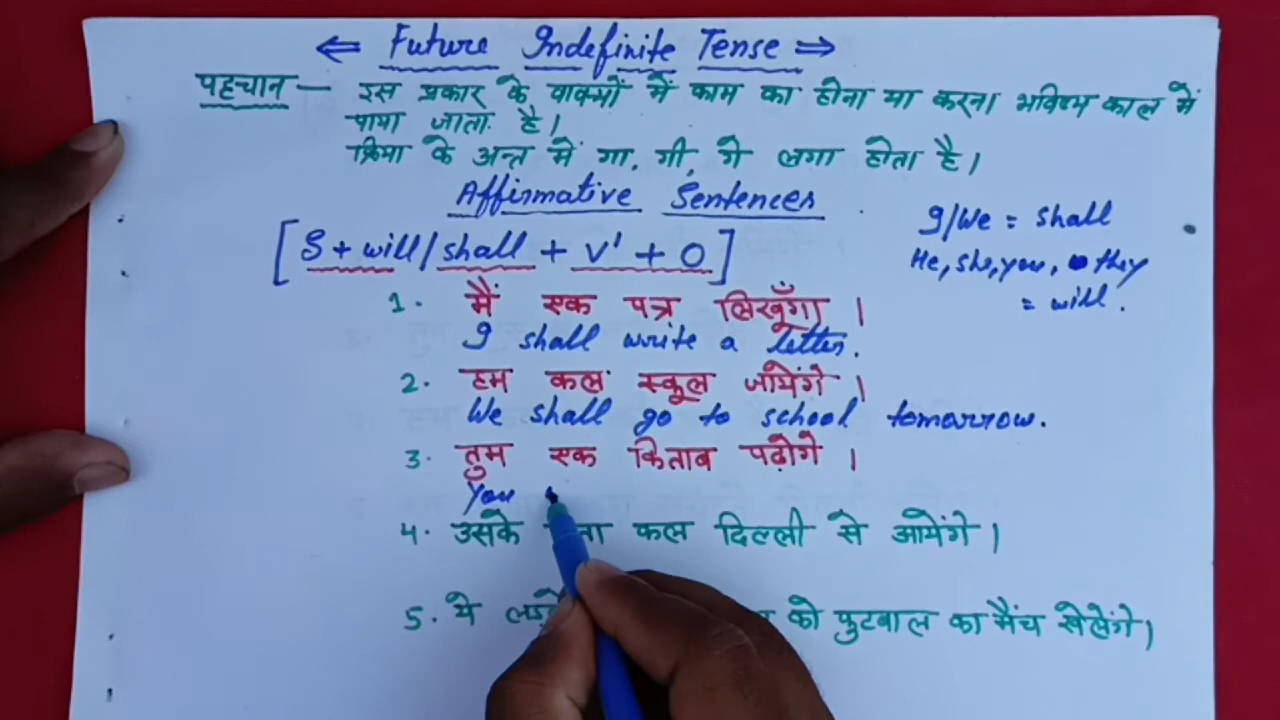 ⇐ Future Indefinite Tense ⇒
पहचान — इस प्रकार के वाक्यों में काम का होना या करना भविष्य काल में
पाया जाता है।
क्रिया के अन्त में गा, गी, गे लगा होता है।
Affirmative Sentences
[S + will/shall + V¹ + O]
I/We = shall
He, she, you, they
= will.
1. मैं एक पत्र लिखूँगा।
I shall write a letter.
2. हम कल स्कूल जायेंगे।
We shall go to school tomorrow.
3. तुम एक किताब पढ़ोगे।
You
4. उसके कल दिल्ली से आयेंगे।
5. ये को फुटबाल का मैंच खेलेंगे।